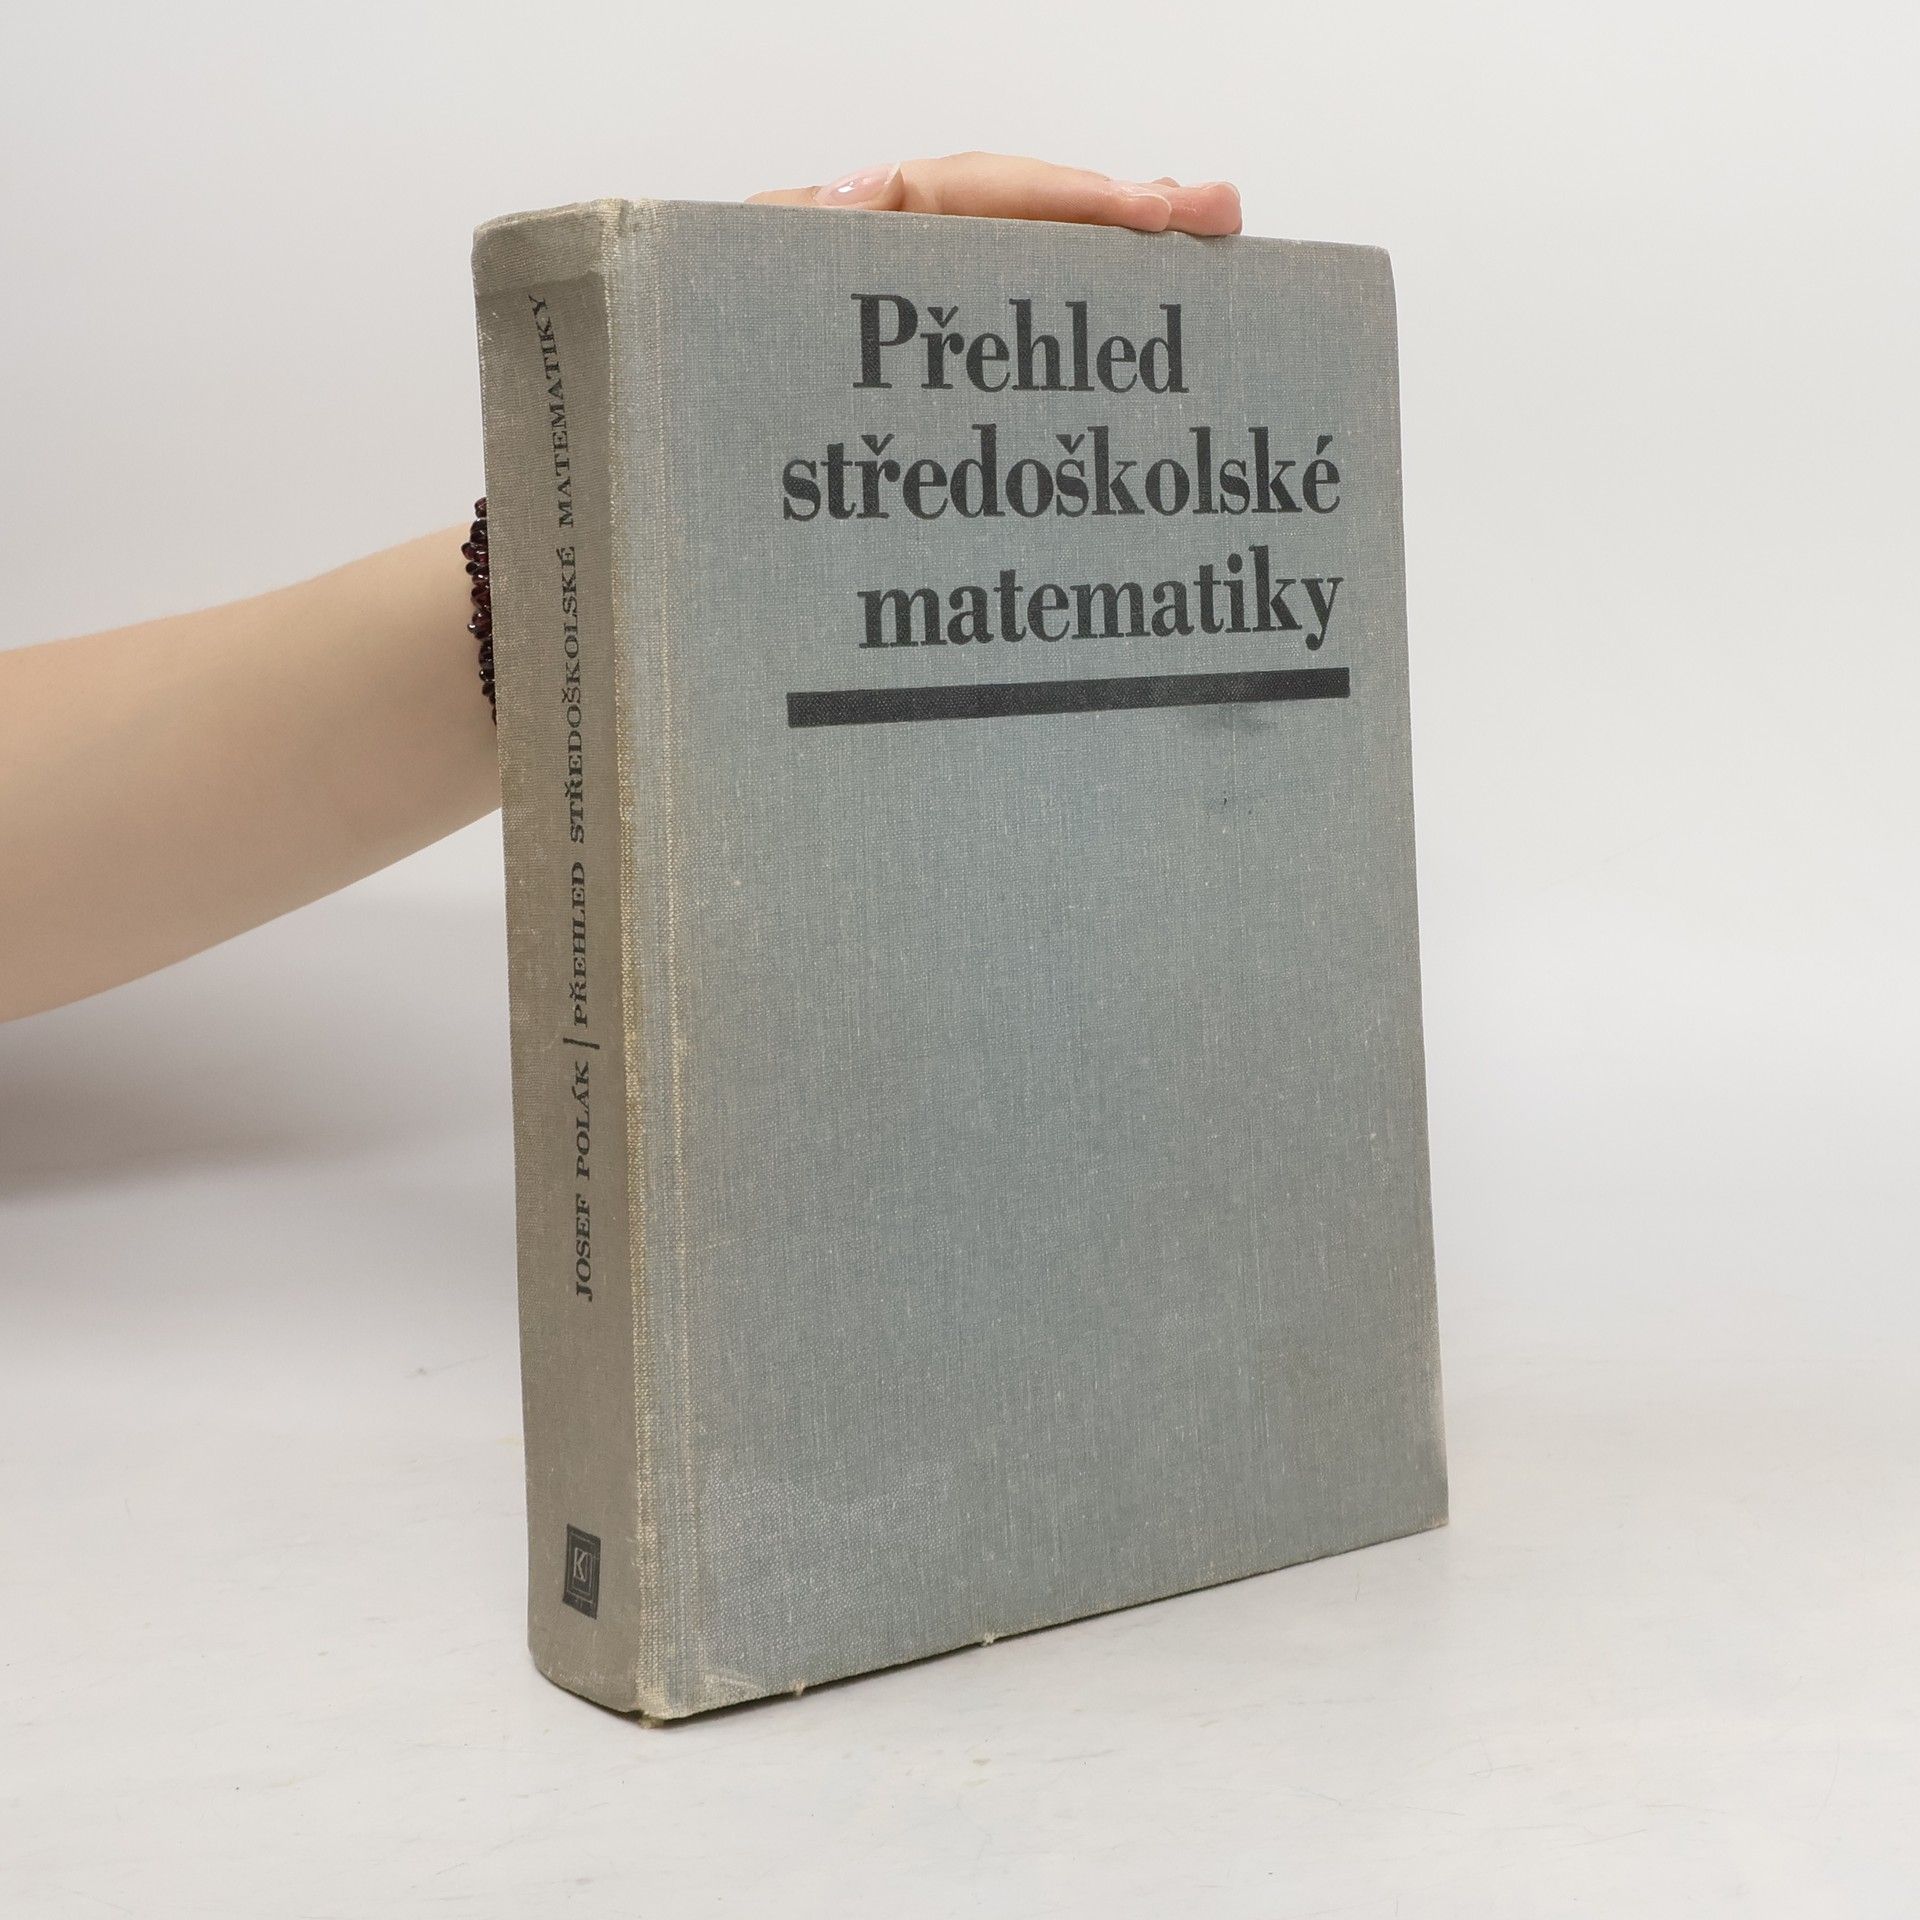 Přehled
středoškolské
matematiky
JOSEF POLÁK | PŘEHLED STŘEDOŠKOLSKÉ MATEMATIKY
K